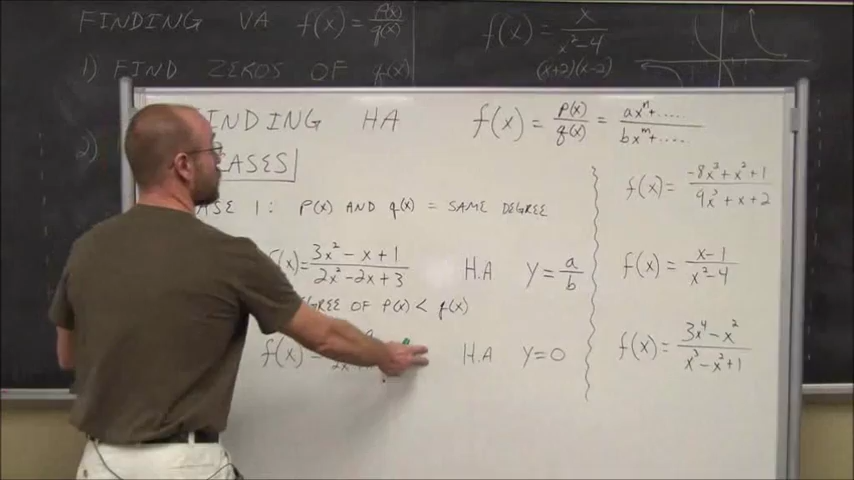 FINDING VA f(x) = p(x)/q(x)
1) FIND ZEROS OF q(x)
2)
f(x) = x/(x²-4)
(x+2)(x-2)
FINDING HA
f(x) = p(x)/q(x) = (ax^n + .....)/(bx^m + .....)
CASES
CASE 1: P(x) AND q(x) = SAME DEGREE
f(x) = (3x² - x + 1)/(2x² - 2x + 3) H.A Y = a/b
DEGREE OF P(x) < q(x)
f(x) = H.A Y = 0
f(x) = (-8x³ + x² + 1)/(9x³ + x + 2)
f(x) = (x - 1)/(x² - 4)
f(x) = (3x⁴ - x²)/(x³ - x² + 1)